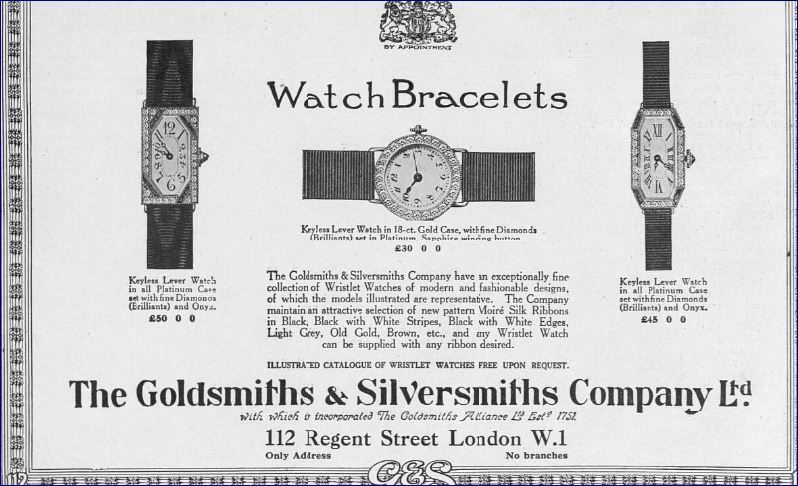 BY APPOINTMENT
Watch Bracelets
Keyless Lever Watch in 18-ct. Gold Case, with fine Diamonds
(Brilliants) set in Platinum. Sapphire winding button.
£30 0 0
Keyless Lever Watch
in all Platinum Case
set with fine Diamonds
(Brilliants) and Onyx.
£50 0 0
The Goldsmiths & Silversmiths Company have an exceptionally fine
collection of Wristlet Watches of modern and fashionable designs,
of which the models illustrated are representative. The Company
maintain an attractive selection of new pattern Moiré Silk Ribbons
in Black, Black with White Stripes, Black with White Edges,
Light Grey, Old Gold, Brown, etc., and any Wristlet Watch
can be supplied with any ribbon desired.
Keyless Lever Watch
in all Platinum Case
set with fine Diamonds
(Brilliants) and Onyx.
£45 0 0
ILLUSTRATED CATALOGUE OF WRISTLET WATCHES FREE UPON REQUEST.
The Goldsmiths & Silversmiths Company Ltd.
with which is incorporated The Goldsmiths Alliance Ld Estd 1751.
112 Regent Street London W.1
Only Address
No branches
G&S